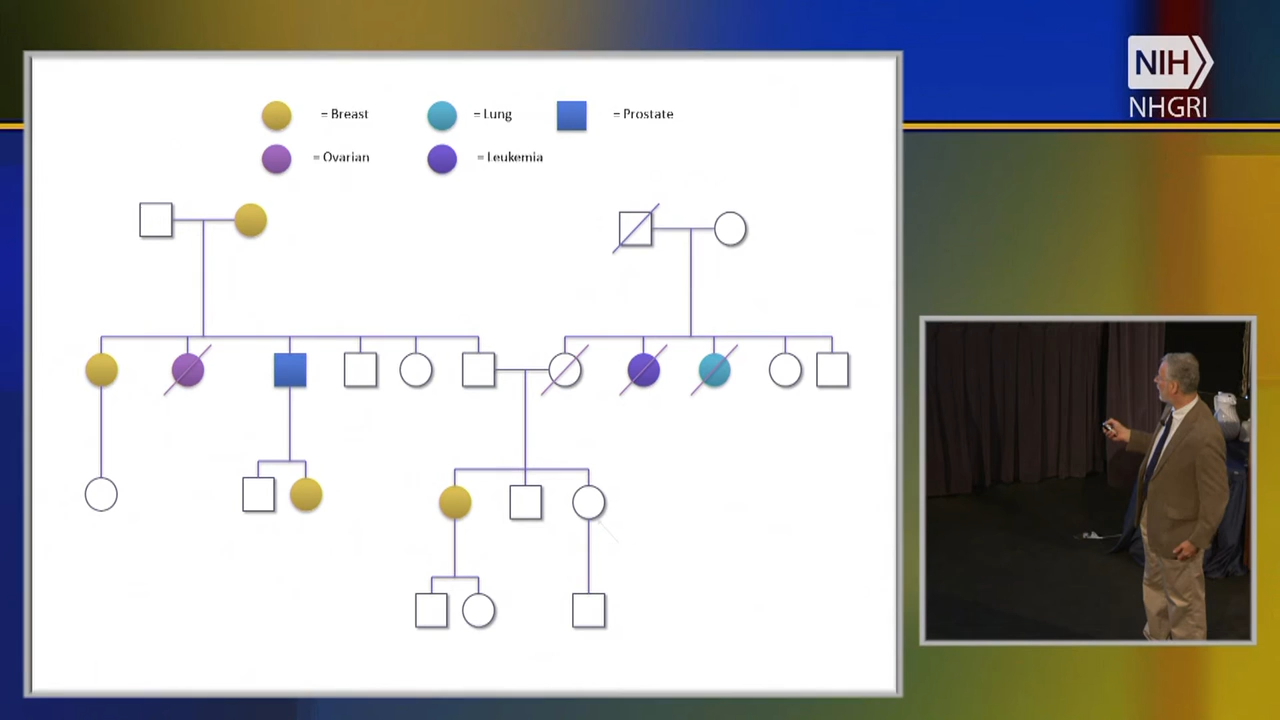 NIH
NHGRI
= Breast
= Lung
= Prostate
= Ovarian
= Leukemia